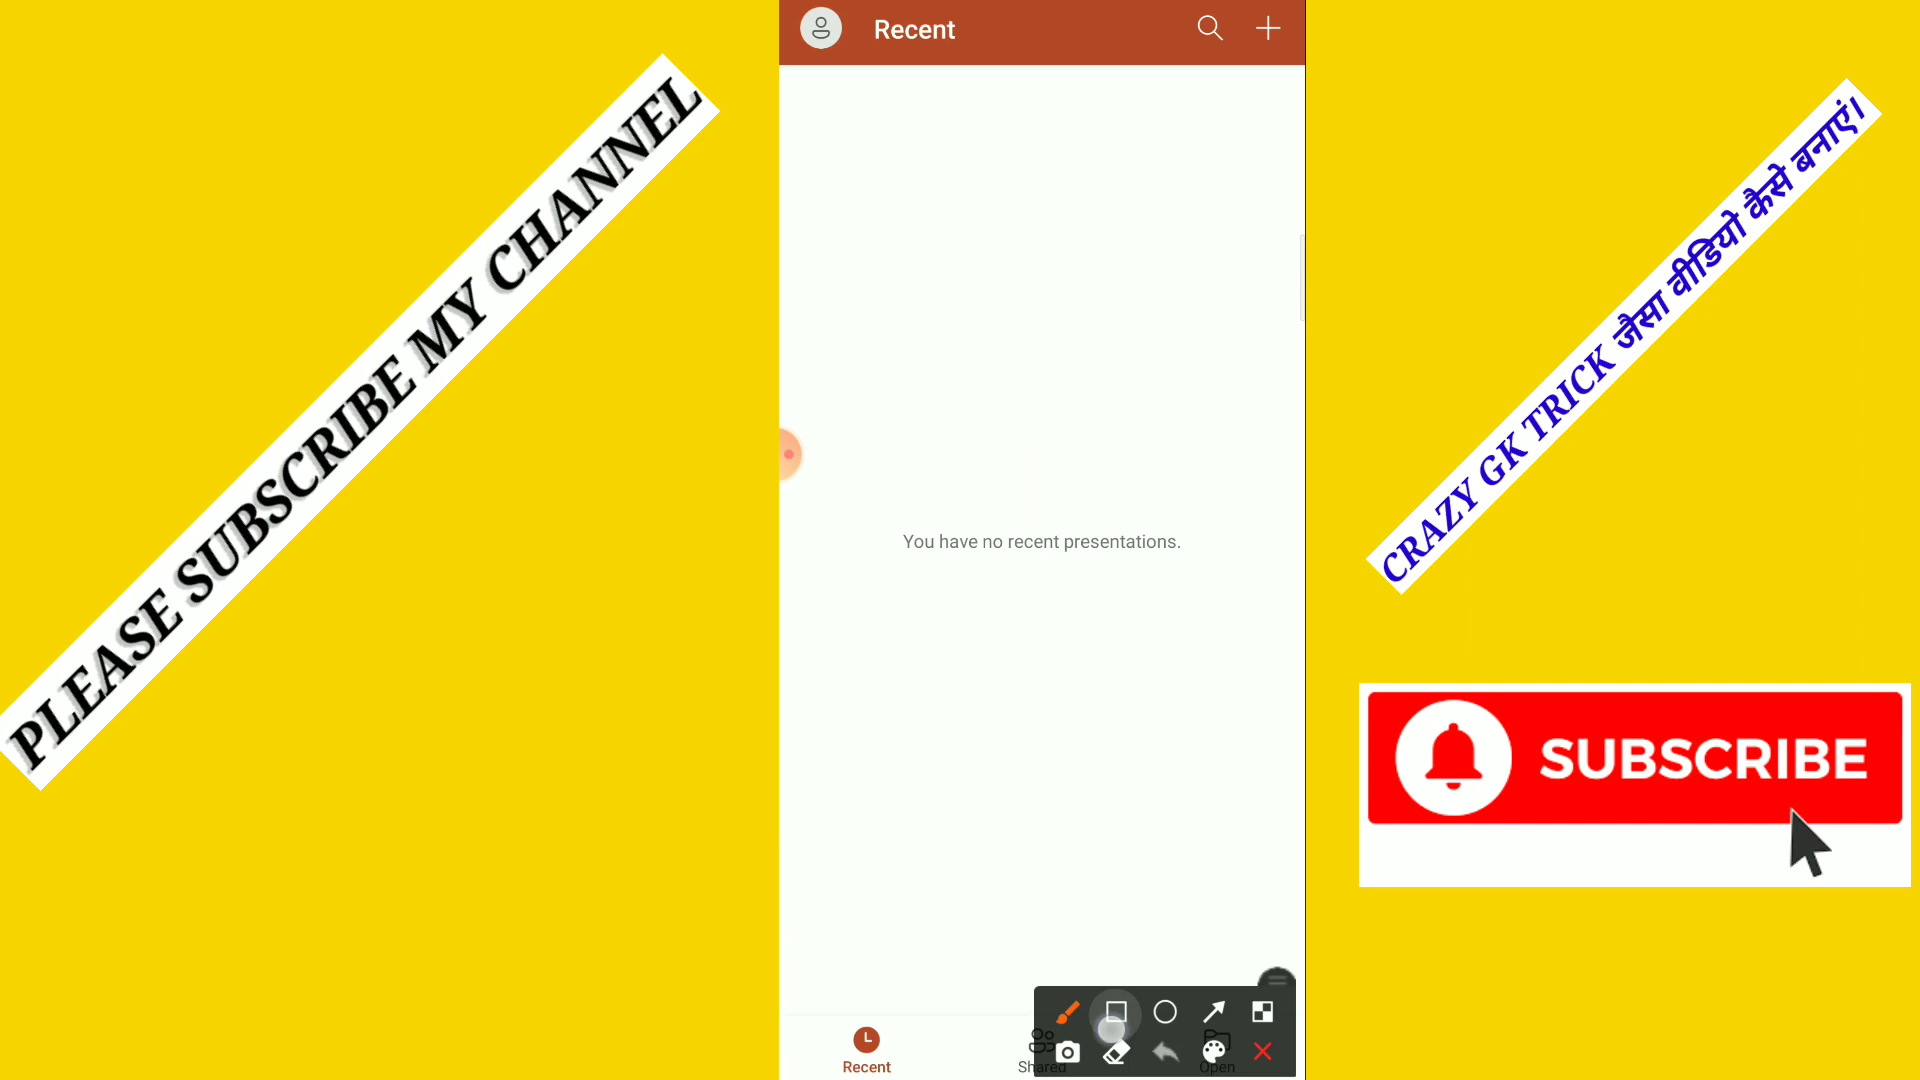 PLEASE SUBSCRIBE MY CHANNEL
Recent
You have no recent presentations.
Recent
Shared
Open
CRAZY GK TRICK जैसा वीडियो कैसे बनाएं।
SUBSCRIBE